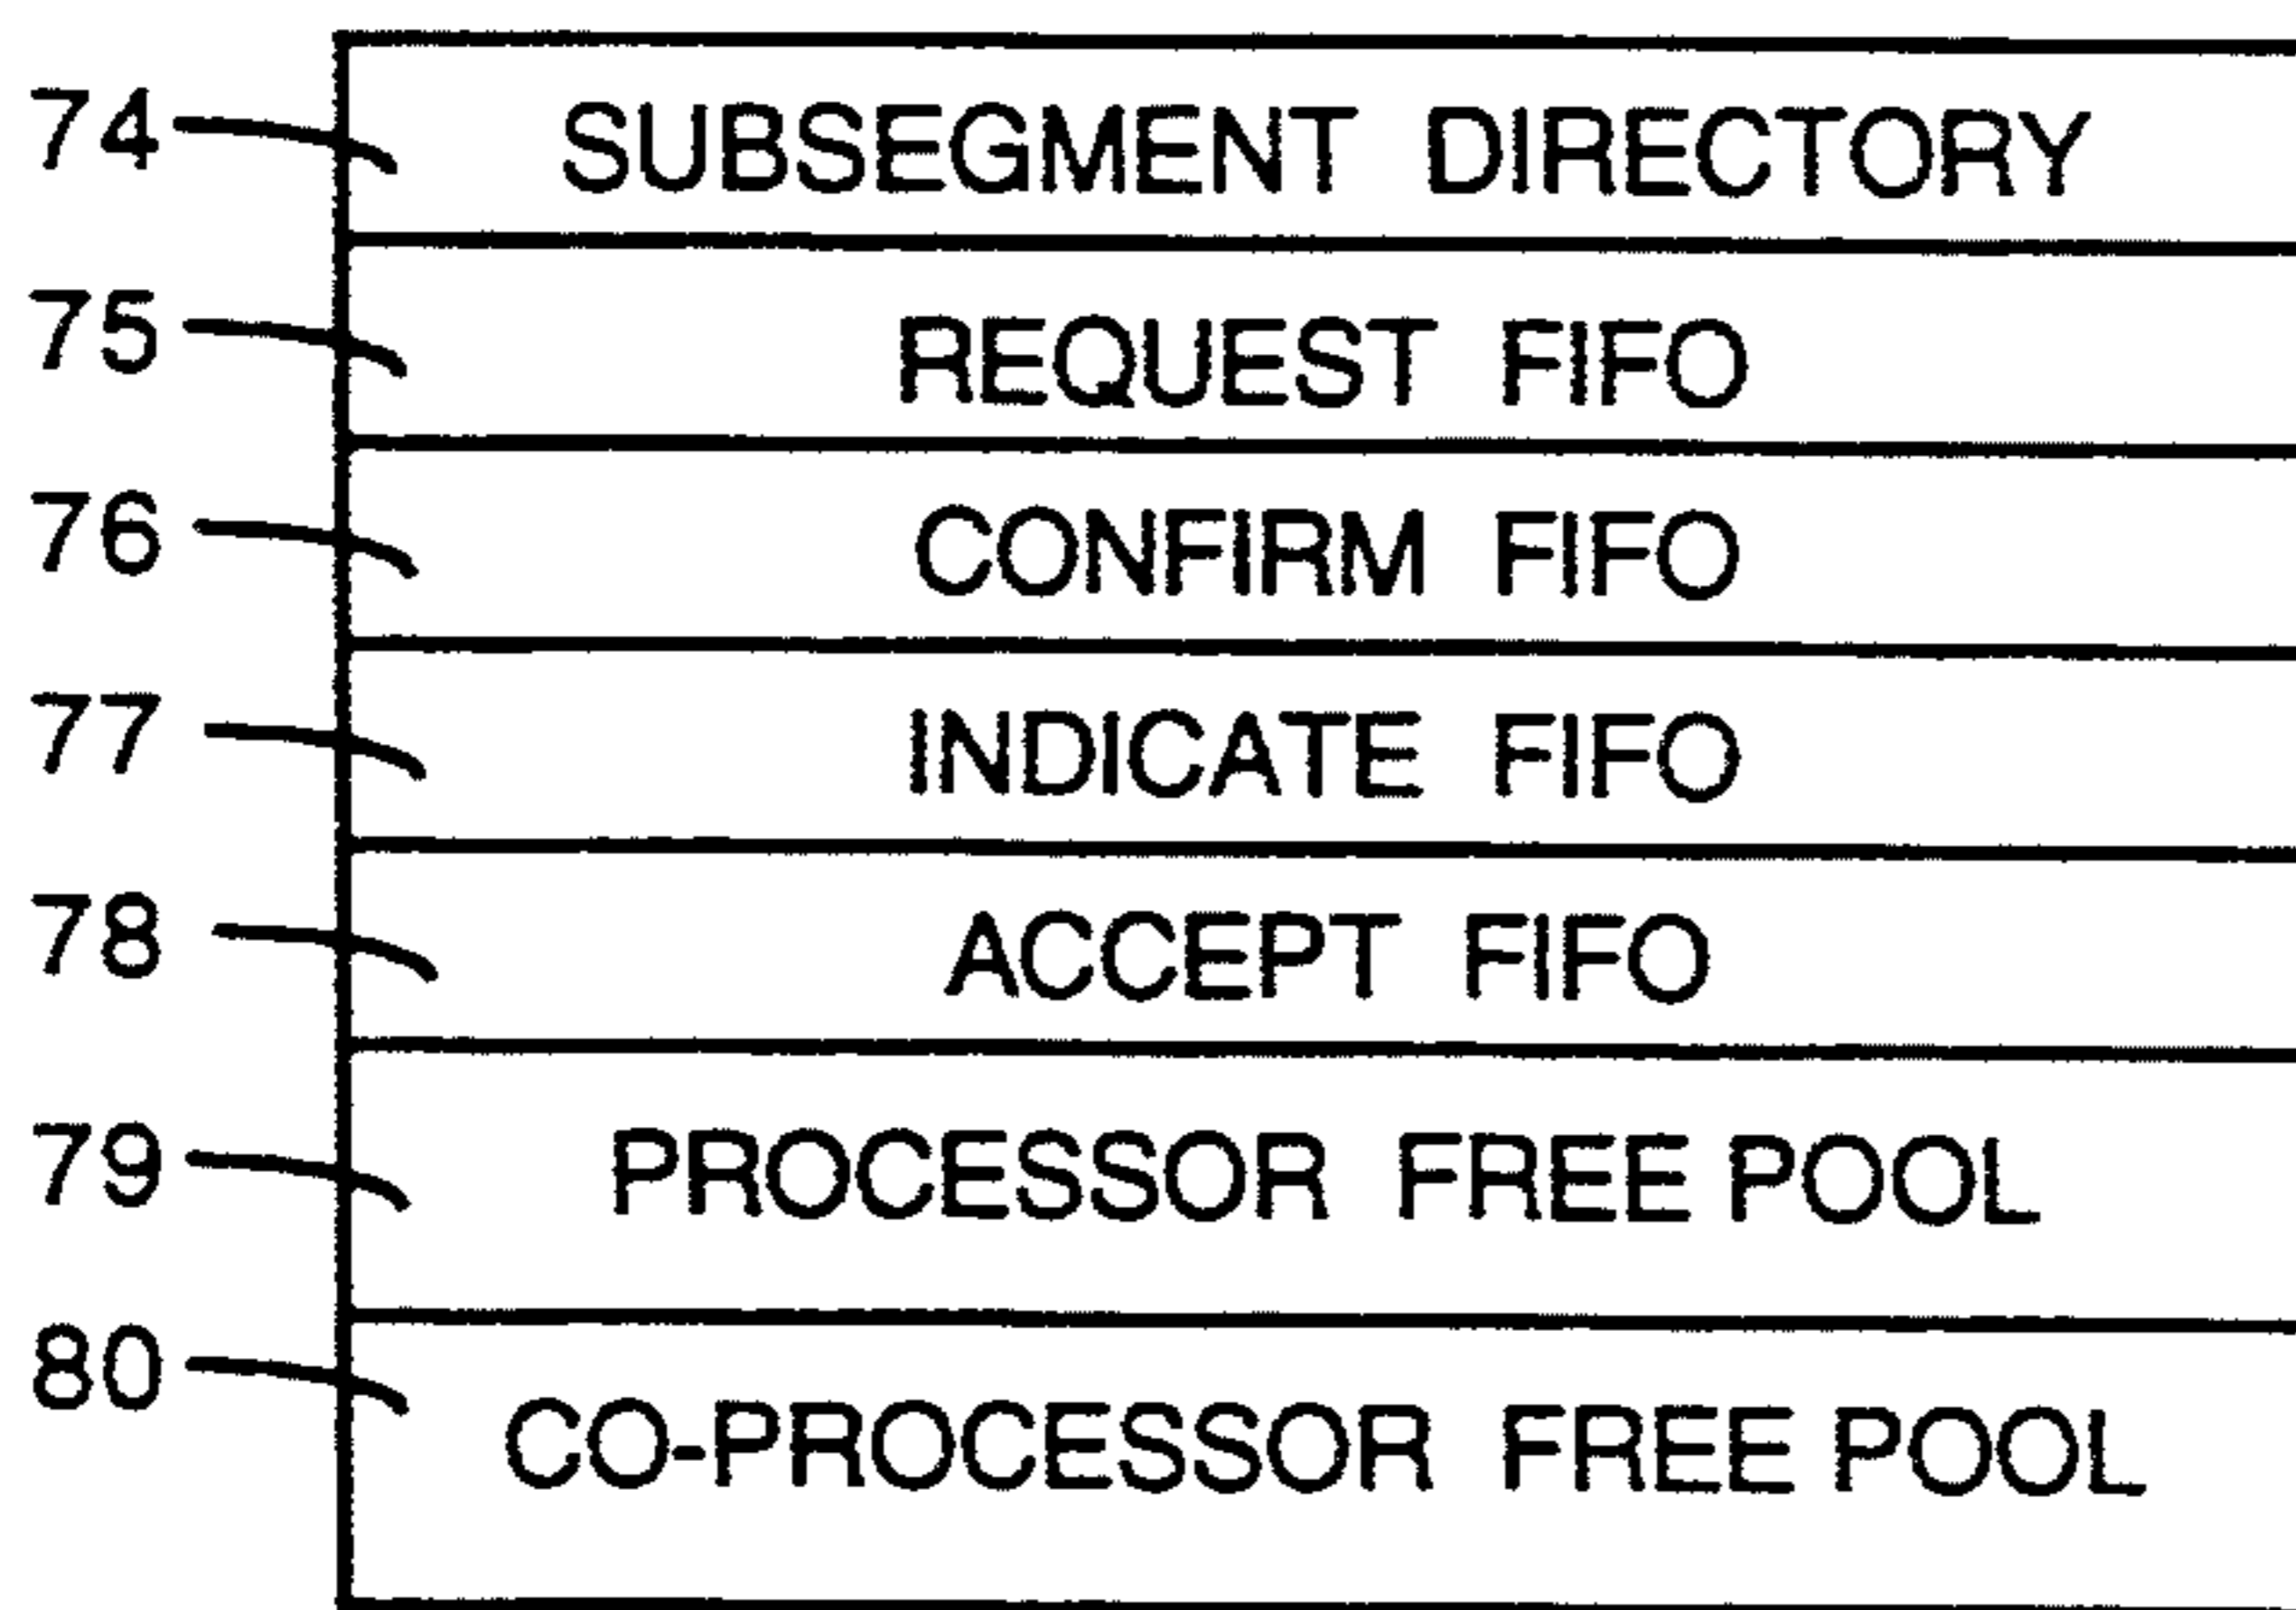 74 SUBSEGMENT DIRECTORY
75 REQUEST FIFO
76 CONFIRM FIFO
77 INDICATE FIFO
78 ACCEPT FIFO
79 PROCESSOR FREE POOL
80 CO-PROCESSOR FREE POOL